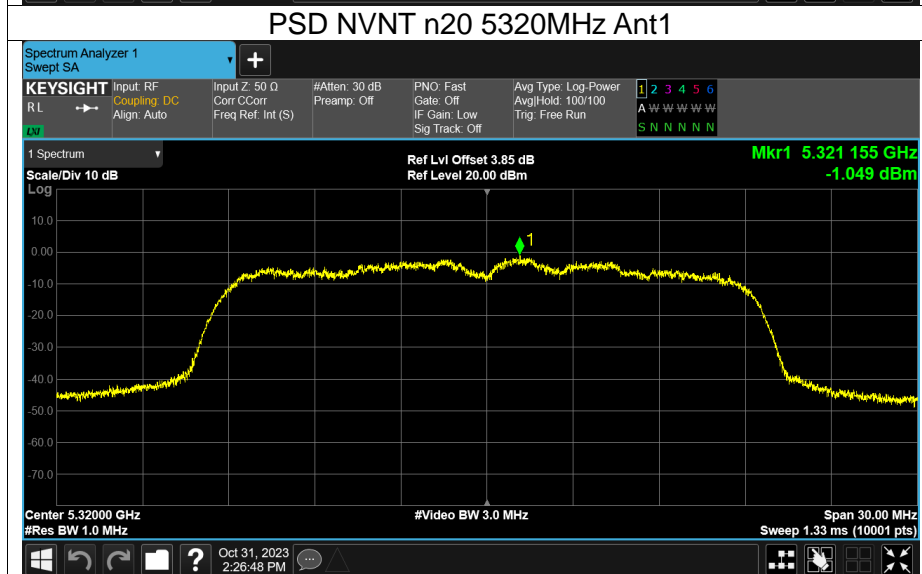 PSD NVNT n20 5320MHz Ant1
Spectrum Analyzer 1
Swept SA
+
KEYSIGHT Input: RF Input Z: 50 Ω #Atten: 30 dB PNO: Fast Avg Type: Log-Power 1 2 3 4 5 6
R L Coupling: DC Corr CCorr Preamp: Off Gate: Off Avg|Hold: 100/100 A W W W W W
Align: Auto Freq Ref: Int (S) IF Gain: Low Trig: Free Run
LXI Sig Track: Off S N N N N N
1 Spectrum Ref Lvl Offset 3.85 dB Mkr1 5.321 155 GHz
Scale/Div 10 dB Ref Level 20.00 dBm -1.049 dBm
Log
10.0
1
0.00
-10.0
-20.0
-30.0
-40.0
-50.0
-60.0
-70.0
Center 5.32000 GHz #Video BW 3.0 MHz Span 30.00 MHz
#Res BW 1.0 MHz Sweep 1.33 ms (10001 pts)
? Oct 31, 2023
2:26:48 PM